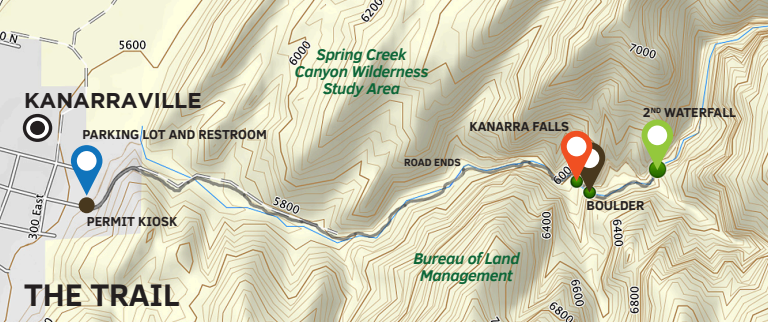 0 N
5600
6200
6000
Spring Creek
Canyon Wilderness
Study Area
7000
KANARRAVILLE
PARKING LOT AND RESTROOM
KANARRA FALLS
2ND WATERFALL
ROAD ENDS
6000
5800
300 East
PERMIT KIOSK
BOULDER
6400
6400
Bureau of Land
Management
THE TRAIL
6600
6800